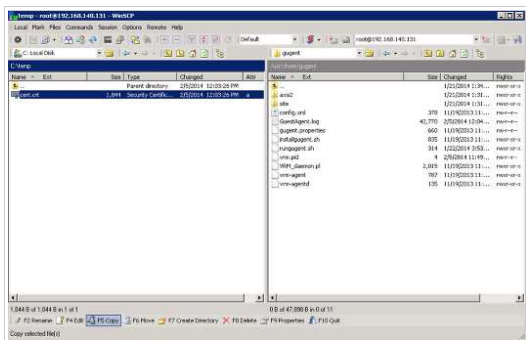 temp - root@192.168.140.131 - WinSCP
Local Mark Files Commands Session Options Remote Help
Default root@192.168.140.131
C: Local Disk gugent
C:\temp
Name Ext Size Type Changed Attr Name Ext Size Changed Rights
.. Parent directory 2/5/2014 12:03:26 PM
cert.crt 1,844 Security Certific... 2/5/2014 12:03:26 PM a
.. 1/21/2014 1:34...
axis2 1/21/2014 1:31...
site 1/21/2014 1:31...
config.xml 378 11/19/2013 11:...
GuestAgent.log 42,770 2/5/2014 12:04...
gugent.properties 660 11/19/2013 11:...
installgugent.sh 835 11/19/2013 11:...
rungugent.sh 314 1/22/2014 3:53...
vrm.pid 4 2/5/2014 11:49...
VRM_daemon.pl 2,015 11/19/2013 11:...
vrm-agent 787 11/19/2013 11:...
vrm-agentd 135 11/19/2013 11:...
1,844 B of 1,844 B in 1 of 1 0 B of 47,898 B in 0 of 11
F2 Rename F4 Edit F5 Copy F6 Move F7 Create Directory F8 Delete F9 Properties F10 Quit
Copy selected file(s)